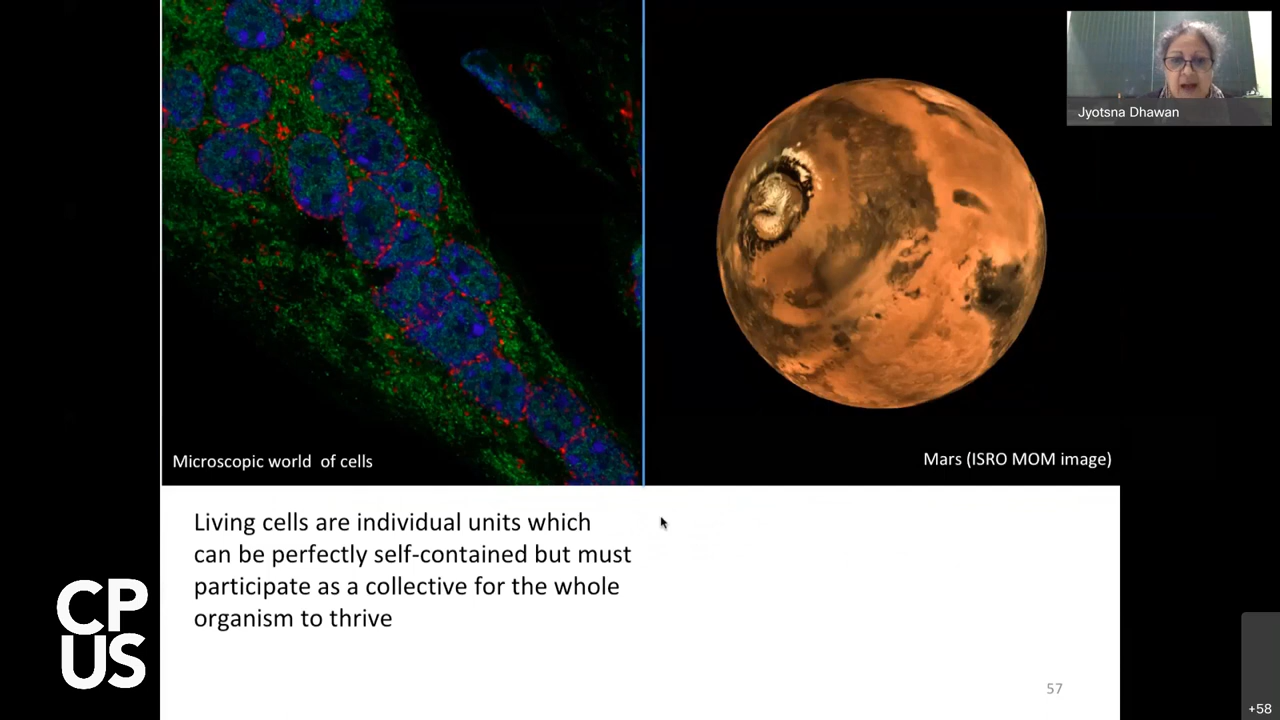 Jyotsna Dhawan
Microscopic world of cells
Mars (ISRO MOM image)
Living cells are individual units which
can be perfectly self-contained but must
participate as a collective for the whole
organism to thrive
CP
US
57
+58